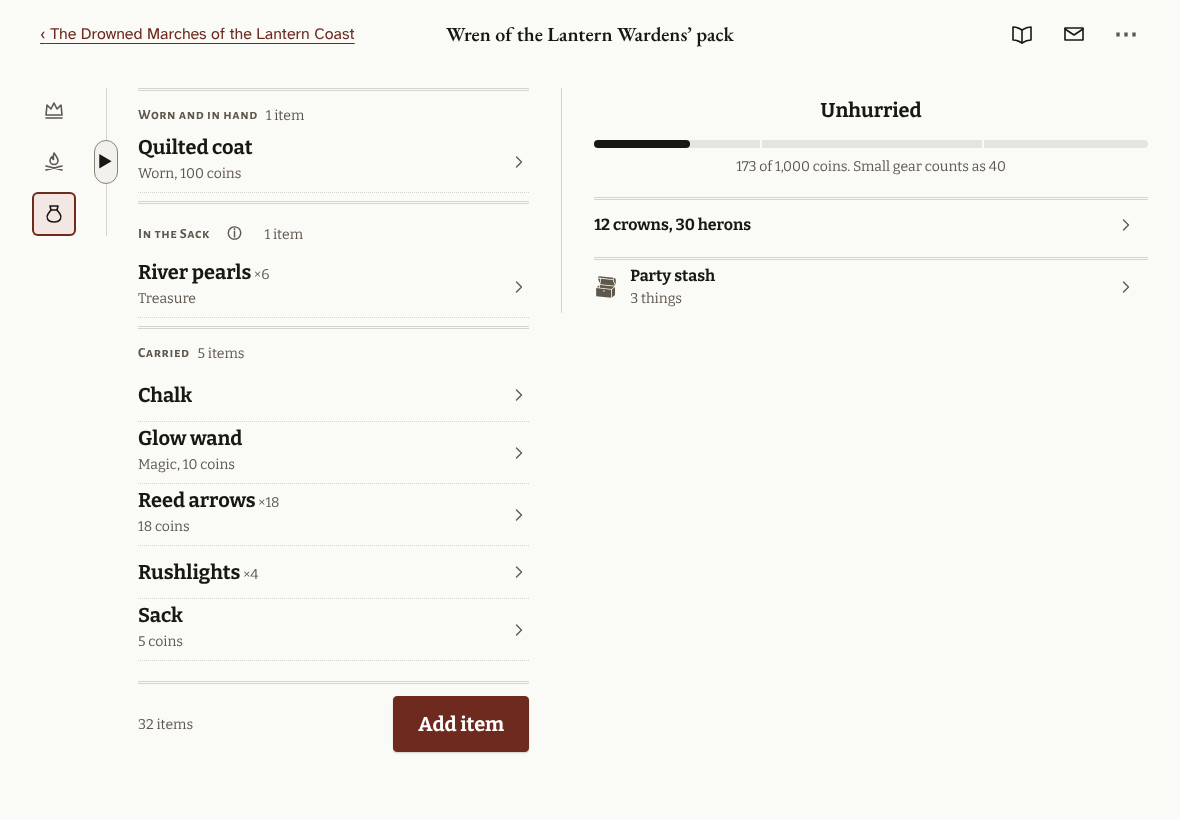 ‹ The Drowned Marches of the Lantern Coast
Wren of the Lantern Wardens’ pack
Worn and in hand 1 item
Quilted coat
Worn, 100 coins
In the Sack 1 item
River pearls ×6
Treasure
Carried 5 items
Chalk
Glow wand
Magic, 10 coins
Reed arrows ×18
18 coins
Rushlights ×4
Sack
5 coins
32 items
Add item
Unhurried
173 of 1,000 coins. Small gear counts as 40
12 crowns, 30 herons
Party stash
3 things